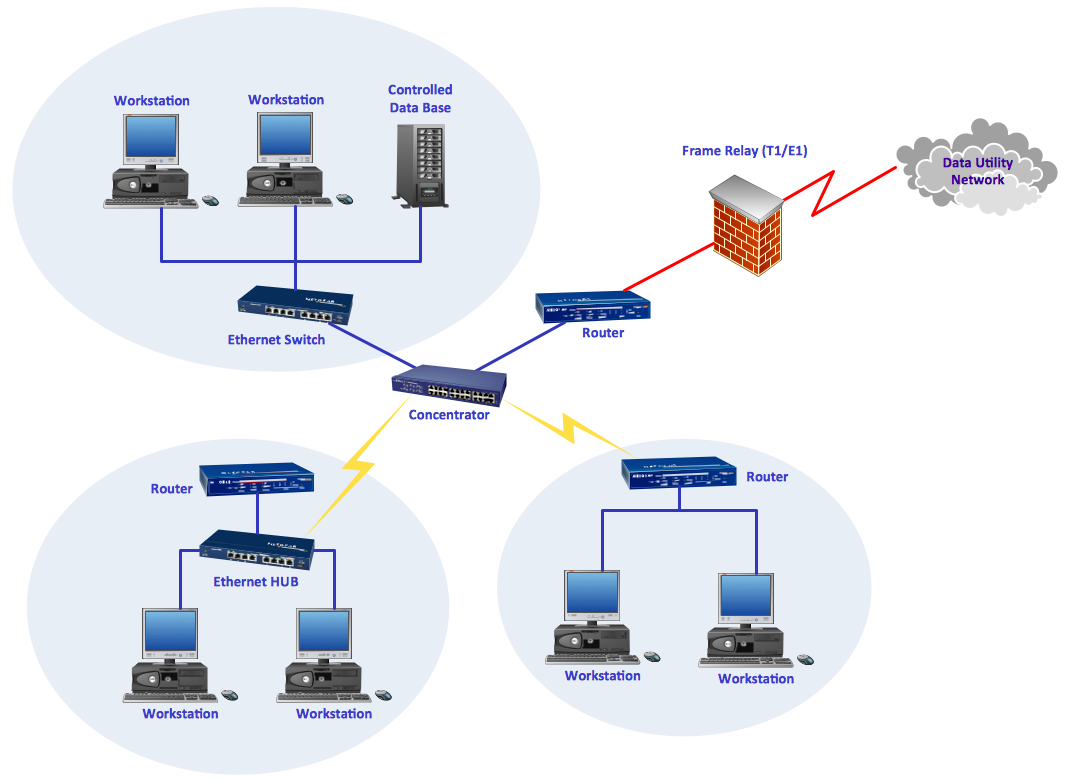 Workstation
Workstation
Controlled
Data Base
Frame Relay (T1/E1)
Data Utility
Network
Ethernet Switch
Router
Concentrator
Router
Ethernet HUB
Router
Workstation
Workstation
Workstation
Workstation